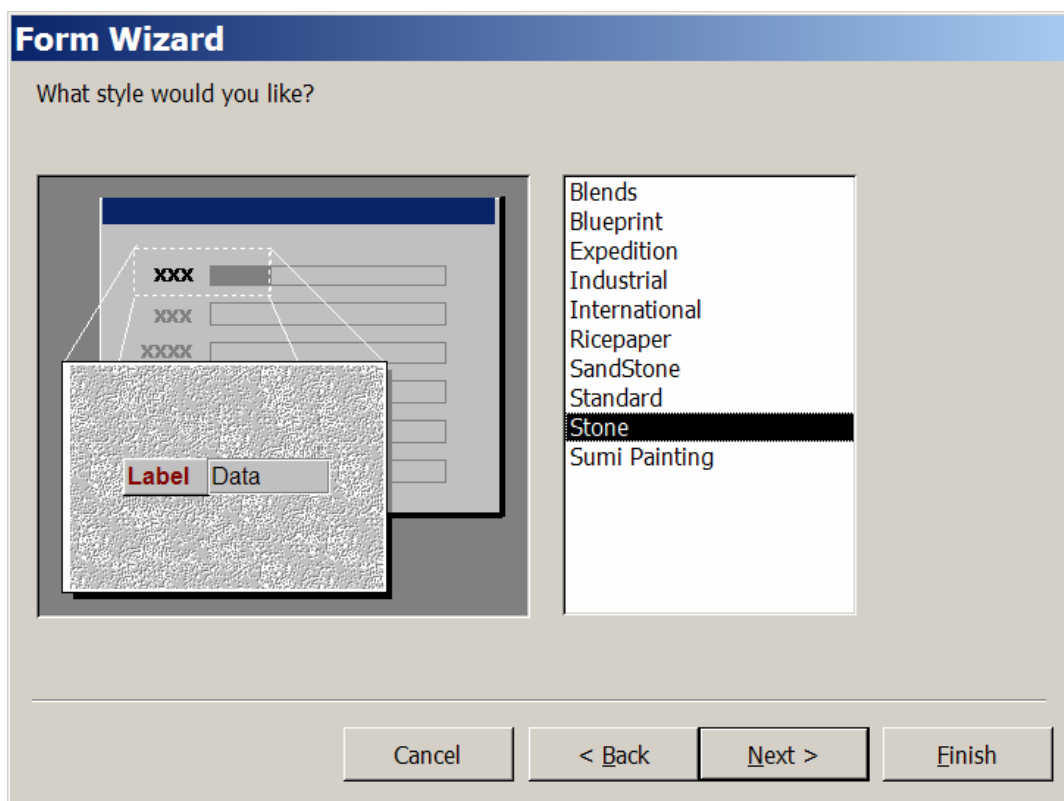 Form Wizard
What style would you like?
xxx
xxx
xxxx
Label Data
Blends
Blueprint
Expedition
Industrial
International
Ricepaper
SandStone
Standard
Stone
Sumi Painting
Cancel < Back Next > Finish